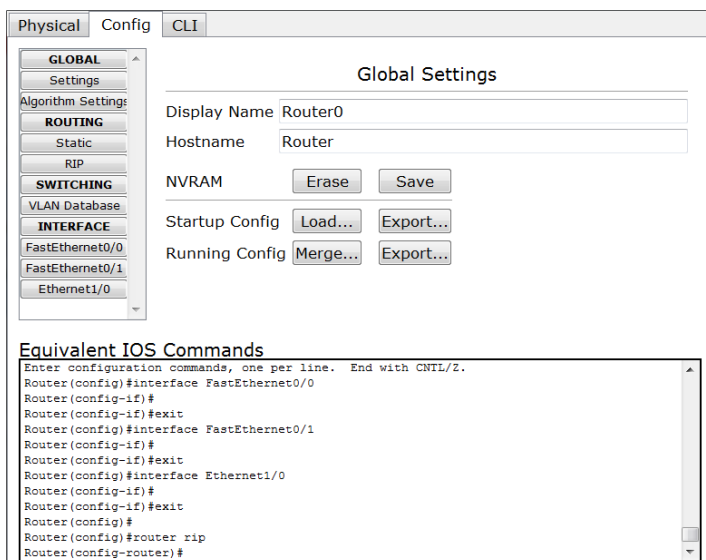 Physical Config CLI
GLOBAL
Settings
Algorithm Settings
ROUTING
Static
RIP
SWITCHING
VLAN Database
INTERFACE
FastEthernet0/0
FastEthernet0/1
Ethernet1/0
Global Settings
Display Name Router0
Hostname Router
NVRAM Erase Save
Startup Config Load... Export...
Running Config Merge... Export...
Equivalent IOS Commands
Enter configuration commands, one per line. End with CNTL/Z.
Router(config)#interface FastEthernet0/0
Router(config-if)#
Router(config-if)#exit
Router(config)#interface FastEthernet0/1
Router(config-if)#
Router(config-if)#exit
Router(config)#interface Ethernet1/0
Router(config-if)#
Router(config-if)#exit
Router(config)#
Router(config)#router rip
Router(config-router)#